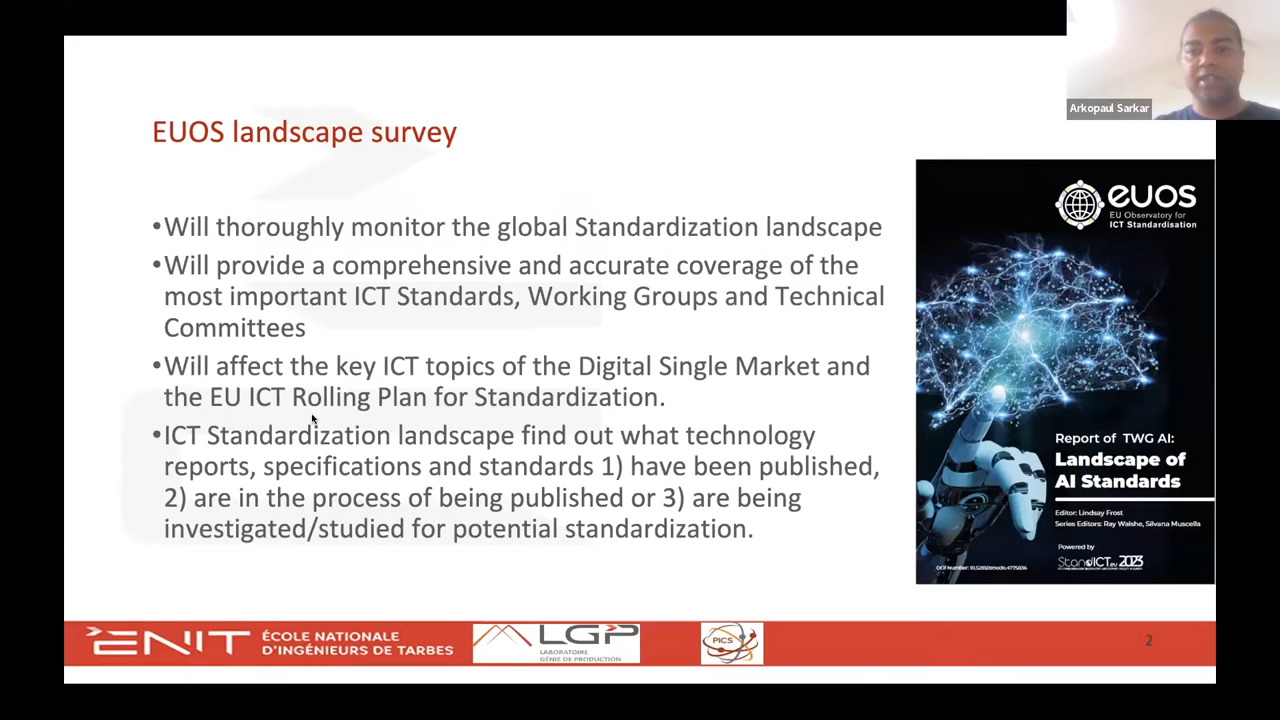 Arkopaul Sarkar
EUOS landscape survey
•Will thoroughly monitor the global Standardization landscape
•Will provide a comprehensive and accurate coverage of the
most important ICT Standards, Working Groups and Technical
Committees
•Will affect the key ICT topics of the Digital Single Market and
the EU ICT Rolling Plan for Standardization.
•ICT Standardization landscape find out what technology
reports, specifications and standards 1) have been published,
2) are in the process of being published or 3) are being
investigated/studied for potential standardization.
euos
EU Observatory for
ICT Standardisation
Report of TWG AI:
Landscape of
AI Standards
Editor: Lindsay Frost
Series Editors: Ray Walshe, Silvana Muscella
Powered by
StandICT.eu 2023
DOI Number: 10.5281/zenodo.4775836
ENIT
ÉCOLE NATIONALE
D'INGÉNIEURS DE TARBES
LGP
LABORATOIRE
GÉNIE DE PRODUCTION
PICS
2